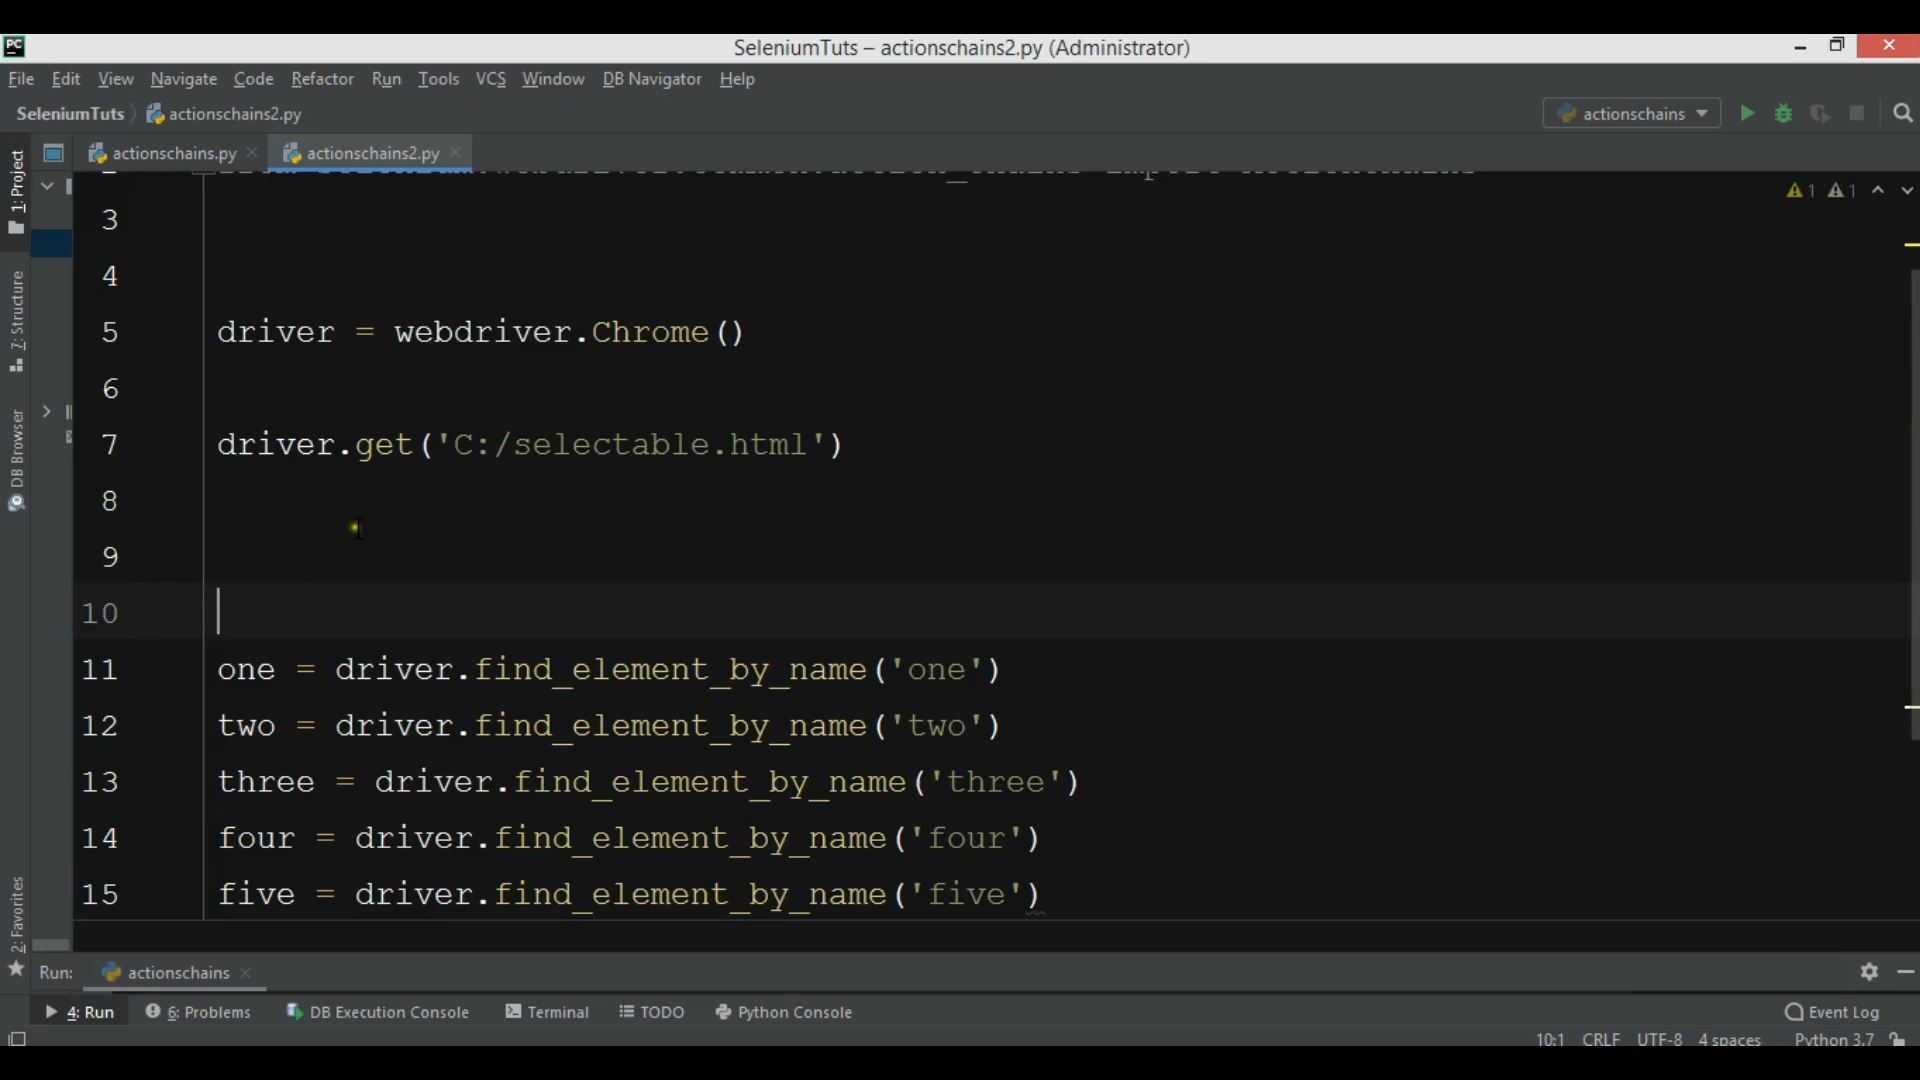 PC
SeleniumTuts – actionschains2.py (Administrator)
File Edit View Navigate Code Refactor Run Tools VCS Window DB Navigator Help
SeleniumTuts actionschains2.py
actionschains
actionschains.py actionschains2.py
1: Project
7: Structure
DB Browser
2: Favorites
1 1
3
4
5 driver = webdriver.Chrome()
6
7 driver.get('C:/selectable.html')
8
9
10
11 one = driver.find_element_by_name('one')
12 two = driver.find_element_by_name('two')
13 three = driver.find_element_by_name('three')
14 four = driver.find_element_by_name('four')
15 five = driver.find_element_by_name('five')
Run: actionschains
4: Run 6: Problems DB Execution Console Terminal TODO Python Console Event Log
10:1 CRLF UTF-8 4 spaces Python 3.7